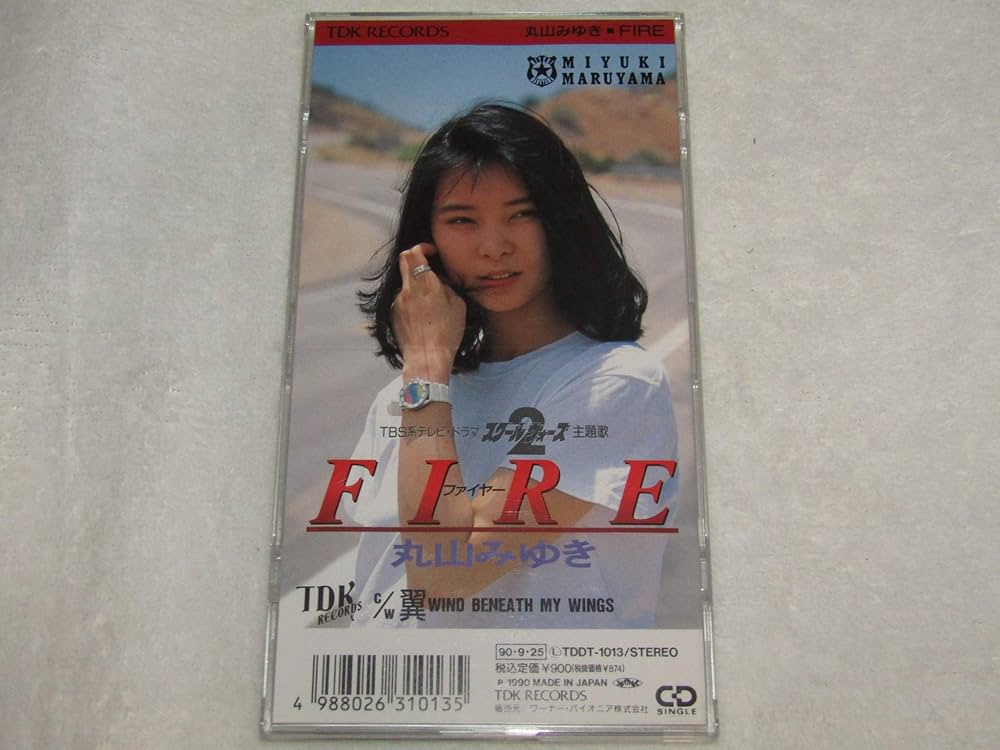 TDK RECORDS 丸山みゆき■FIRE
MIYUKI
MARUYAMA
TBS系テレビ・ドラマ スクール・ウォーズ2 主題歌
FIRE
ファイヤー
丸山みゆき
TDK RECORDS C/W 翼 WIND BENEATH MY WINGS
90・9・25 Ⓛ TDDT-1013/STEREO
税込定価¥900(税抜価格¥874)
P 1990 MADE IN JAPAN
TDK RECORDS
販売元:ワーナー・パイオニア株式会社
CD SINGLE
4 988026 310135